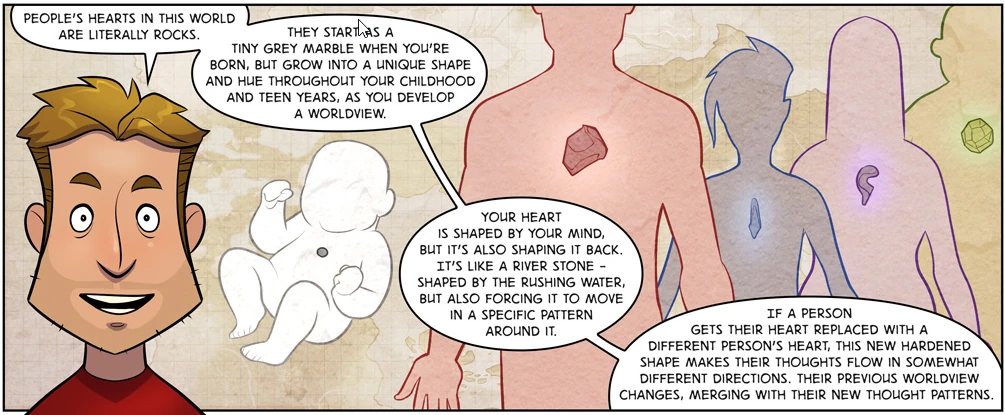 PEOPLE'S HEARTS IN THIS WORLD
ARE LITERALLY ROCKS.
THEY START AS A
TINY GREY MARBLE WHEN YOU'RE
BORN, BUT GROW INTO A UNIQUE SHAPE
AND HUE THROUGHOUT YOUR CHILDHOOD
AND TEEN YEARS, AS YOU DEVELOP
A WORLDVIEW.
YOUR HEART
IS SHAPED BY YOUR MIND,
BUT IT'S ALSO SHAPING IT BACK.
IT'S LIKE A RIVER STONE -
SHAPED BY THE RUSHING WATER,
BUT ALSO FORCING IT TO MOVE
IN A SPECIFIC PATTERN
AROUND IT.
IF A PERSON
GETS THEIR HEART REPLACED WITH A
DIFFERENT PERSON'S HEART, THIS NEW HARDENED
SHAPE MAKES THEIR THOUGHTS FLOW IN SOMEWHAT
DIFFERENT DIRECTIONS. THEIR PREVIOUS WORLDVIEW
CHANGES, MERGING WITH THEIR NEW THOUGHT PATTERNS.